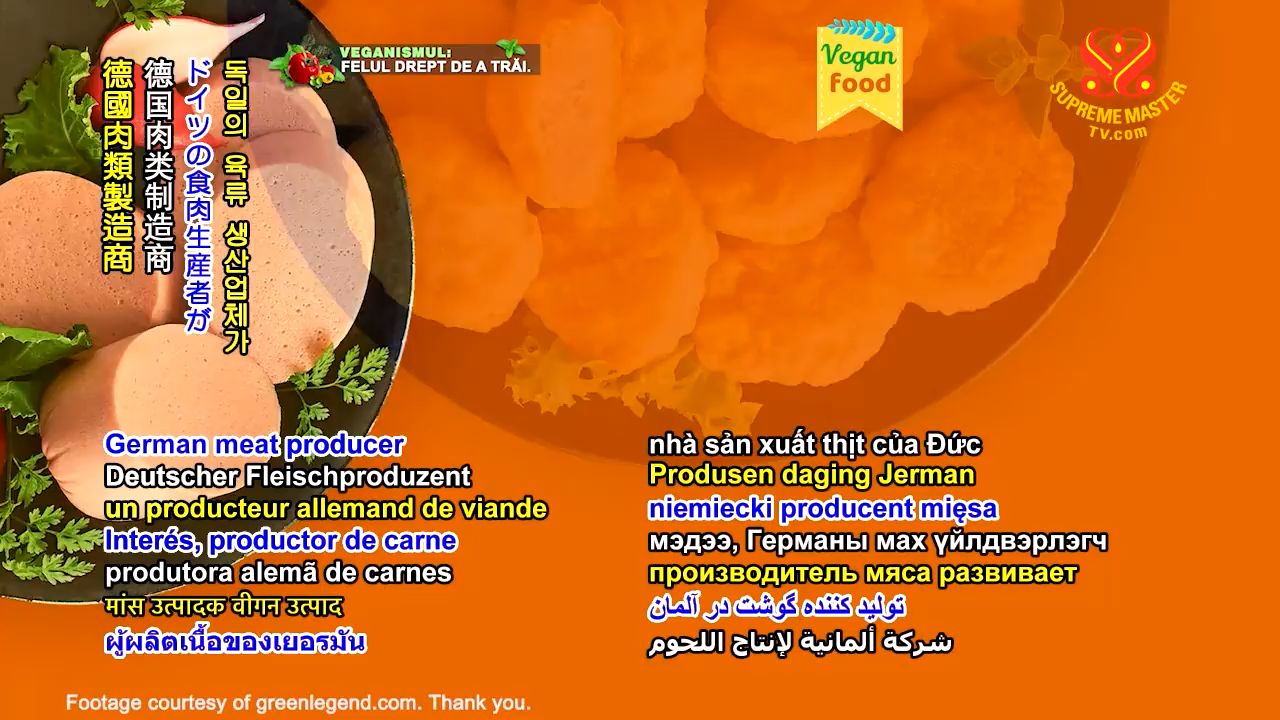 VEGANISMUL:
FELUL DREPT DE A TRĂI.
Vegan
Food
SUPREME MASTER
TV.com
德國肉類製造商
德国肉类制造商
ドイツの食肉生産者が
독일의 육류 생산업체가
German meat producer
Deutscher Fleischproduzent
un producteur allemand de viande
Interés, productor de carne
produtora alemã de carnes
मांस उत्पादक वीगन उत्पाद
ผู้ผลิตเนื้อของเยอรมัน
nhà sản xuất thịt của Đức
Produsen daging Jerman
niemiecki producent mięsa
мэдээ, Германы мах үйлдвэрлэгч
производитель мяса развивает
تولید کننده گوشت در آلمان
شركة ألمانية لإنتاج اللحوم
Footage courtesy of greenlegend.com. Thank you.